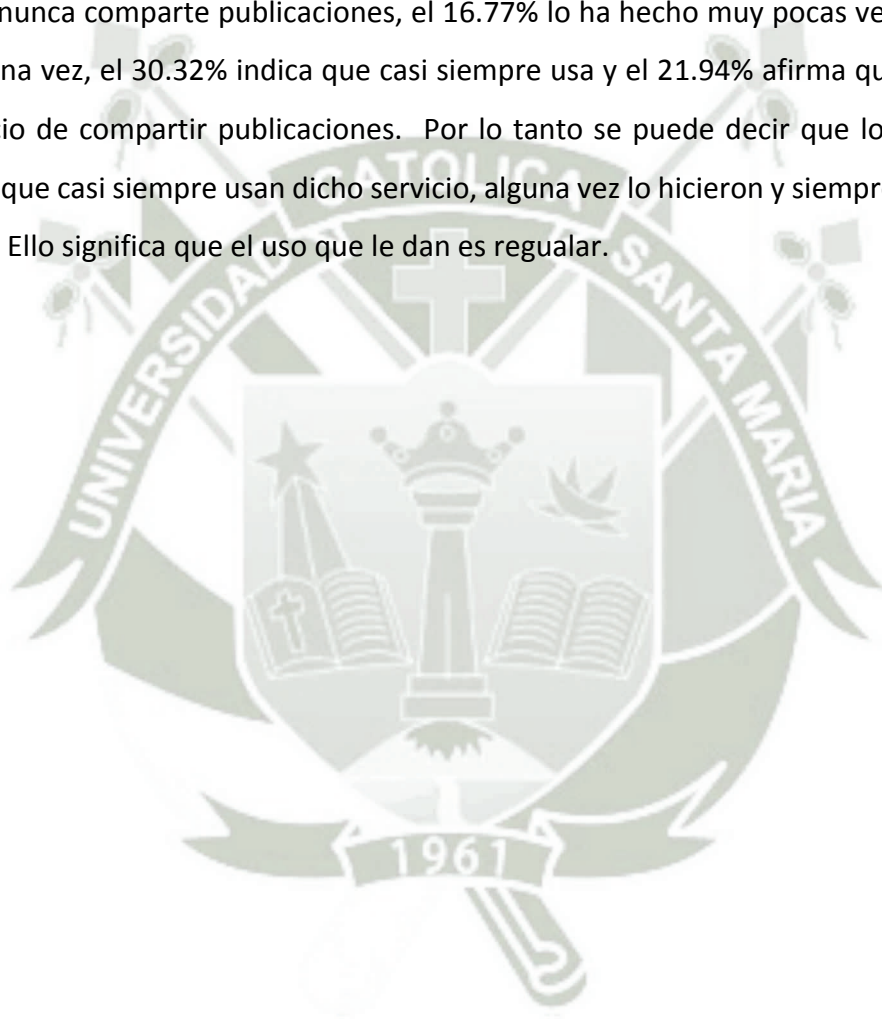 nunca comparte publicaciones, el 16.77% lo ha hecho muy pocas ve
na vez, el 30.32% indica que casi siempre usa y el 21.94% afirma qu
io de compartir publicaciones. Por lo tanto se puede decir que lo
que casi siempre usan dicho servicio, alguna vez lo hicieron y siempr
Ello significa que el uso que le dan es regualar.
UNIVERSIDAD CATOLICA SANTA MARIA
1961